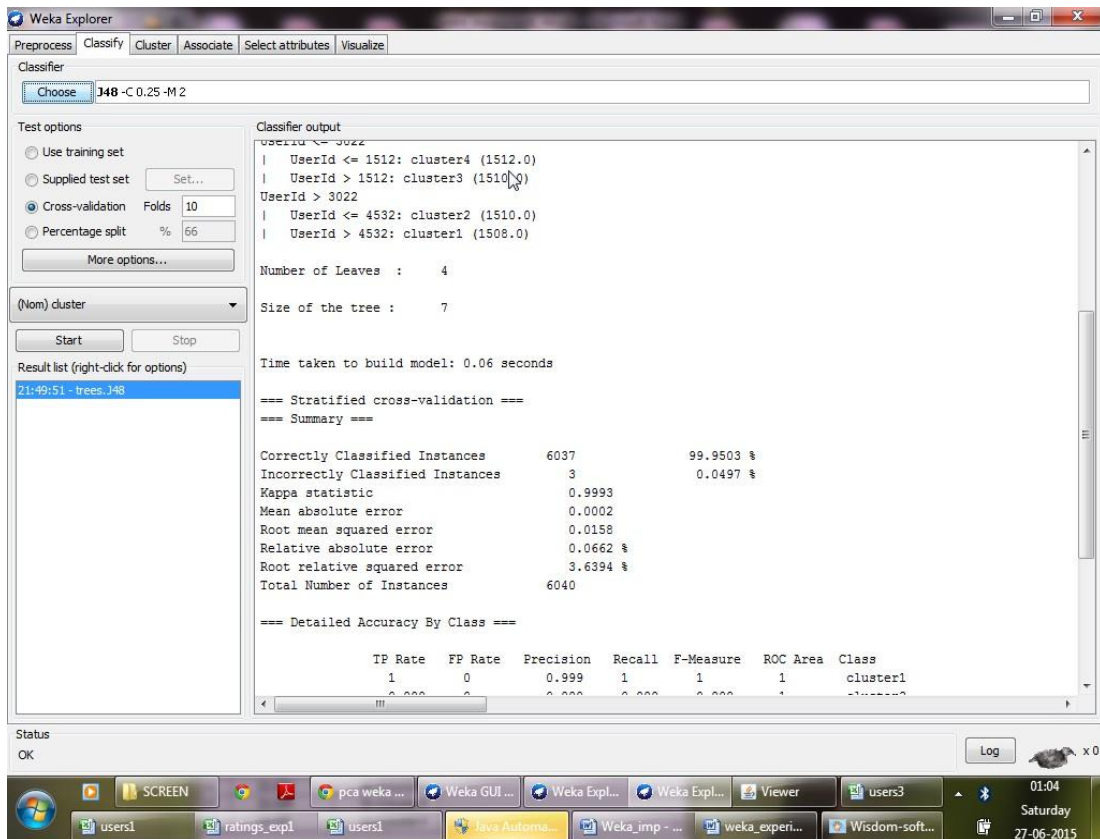 Weka Explorer
Preprocess Classify Cluster Associate Select attributes Visualize
Classifier
Choose J48 -C 0.25 -M 2
Test options
Use training set
Supplied test set Set...
Cross-validation Folds 10
Percentage split % 66
More options...
(Nom) cluster
Start Stop
Result list (right-click for options)
21:49:51 - trees.J48
Classifier output
UserId <= 3022
| UserId <= 1512: cluster4 (1512.0)
| UserId > 1512: cluster3 (1510.0)
UserId > 3022
| UserId <= 4532: cluster2 (1510.0)
| UserId > 4532: cluster1 (1508.0)
Number of Leaves : 4
Size of the tree : 7
Time taken to build model: 0.06 seconds
=== Stratified cross-validation ===
=== Summary ===
Correctly Classified Instances 6037 99.9503 %
Incorrectly Classified Instances 3 0.0497 %
Kappa statistic 0.9993
Mean absolute error 0.0002
Root mean squared error 0.0158
Relative absolute error 0.0662 %
Root relative squared error 3.6394 %
Total Number of Instances 6040
=== Detailed Accuracy By Class ===
TP Rate FP Rate Precision Recall F-Measure ROC Area Class
1 0 0.999 1 1 1 cluster1
Status
OK
Log x 0
SCREEN pca weka ... Weka GUI ... Weka Expl... Weka Expl... Viewer users3 01:04
Saturday
users1 ratings_exp1 users1 Java Automa... Weka_imp - ... weka_experi... Wisdom-soft... 27-06-2015